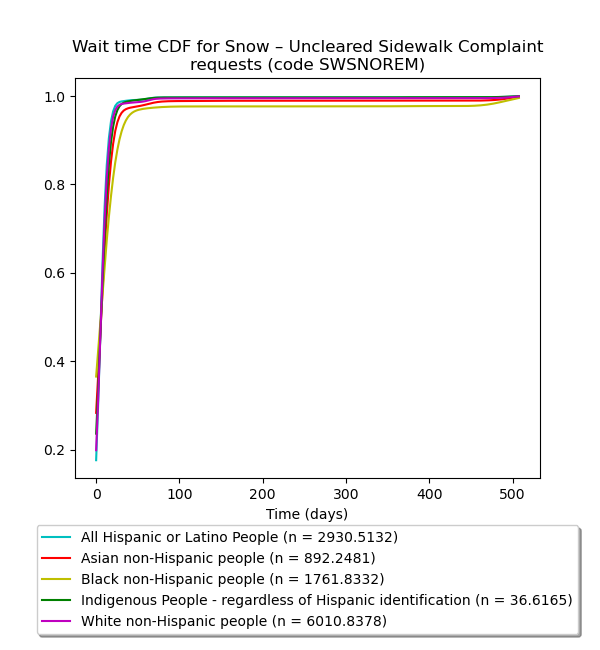 Wait time CDF for Snow – Uncleared Sidewalk Complaint
requests (code SWSNOREM)
1.0
0.8
0.6
0.4
0.2
0 100 200 300 400 500
Time (days)
All Hispanic or Latino People (n = 2930.5132)
Asian non-Hispanic people (n = 892.2481)
Black non-Hispanic people (n = 1761.8332)
Indigenous People - regardless of Hispanic identification (n = 36.6165)
White non-Hispanic people (n = 6010.8378)